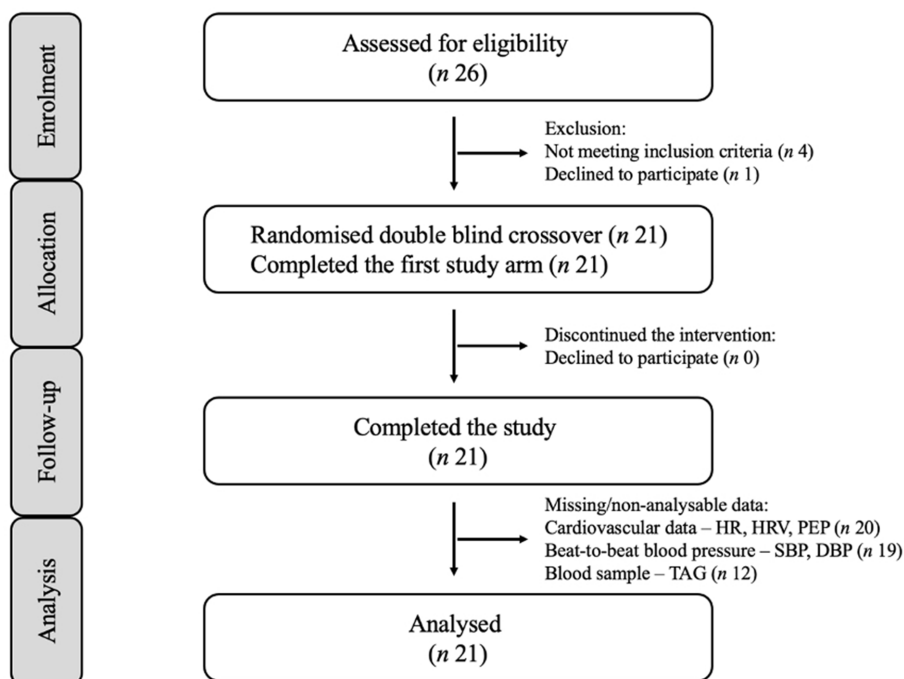 Enrolment
Assessed for eligibility
(n 26)
Exclusion:
Not meeting inclusion criteria (n 4)
Declined to participate (n 1)
Allocation
Randomised double blind crossover (n 21)
Completed the first study arm (n 21)
Discontinued the intervention:
Declined to participate (n 0)
Follow-up
Completed the study
(n 21)
Missing/non-analysable data:
Cardiovascular data – HR, HRV, PEP (n 20)
Beat-to-beat blood pressure – SBP, DBP (n 19)
Blood sample – TAG (n 12)
Analysis
Analysed
(n 21)